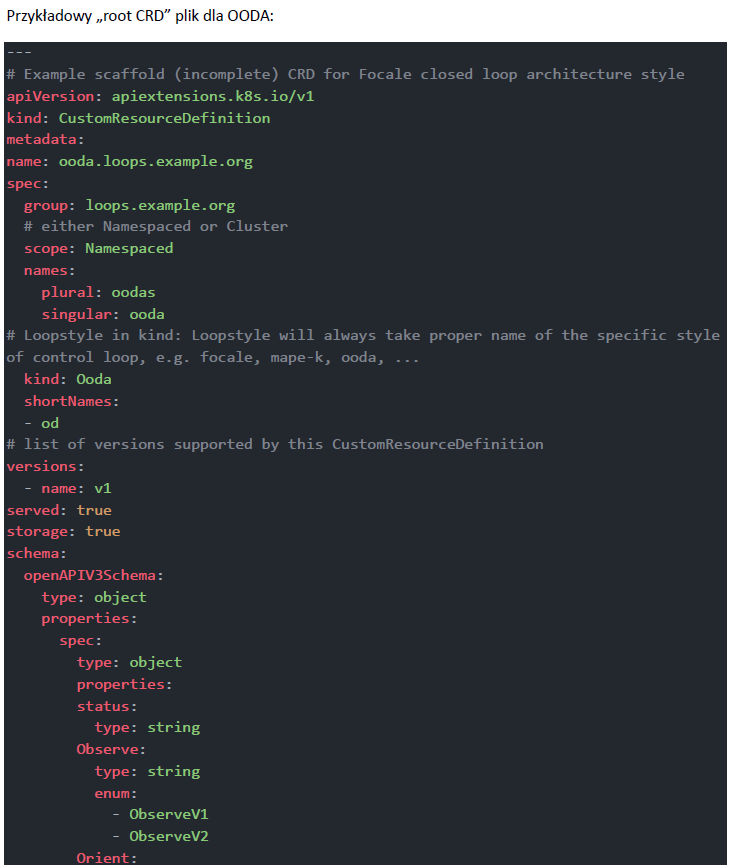 Przykładowy „root CRD” plik dla OODA:
---
# Example scaffold (incomplete) CRD for Focale closed loop architecture style
apiVersion: apiextensions.k8s.io/v1
kind: CustomResourceDefinition
metadata:
name: ooda.loops.example.org
spec:
  group: loops.example.org
  # either Namespaced or Cluster
  scope: Namespaced
  names:
    plural: oodas
    singular: ooda
# Loopstyle in kind: Loopstyle will always take proper name of the specific style
of control loop, e.g. focale, mape-k, ooda, ...
  kind: Ooda
  shortNames:
  - od
# list of versions supported by this CustomResourceDefinition
versions:
  - name: v1
served: true
storage: true
schema:
  openAPIV3Schema:
    type: object
    properties:
      spec:
        type: object
        properties:
        status:
          type: string
        Observe:
          type: string
          enum:
            - ObserveV1
            - ObserveV2
        Orient: